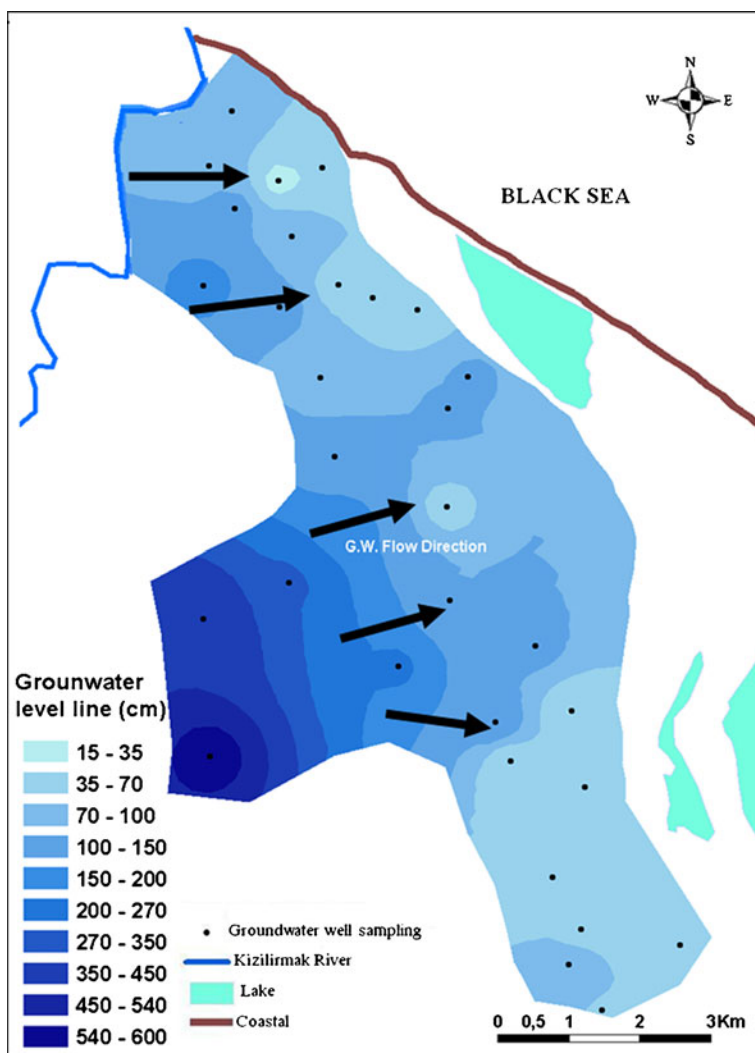 N
W E
S
BLACK SEA
G.W. Flow Direction
Grounwater
level line (cm)
15 - 35
35 - 70
70 - 100
100 - 150
150 - 200
200 - 270
270 - 350
350 - 450
450 - 540
540 - 600
Groundwater well sampling
Kizilirmak River
Lake
Coastal
0 0,5 1 2 3Km